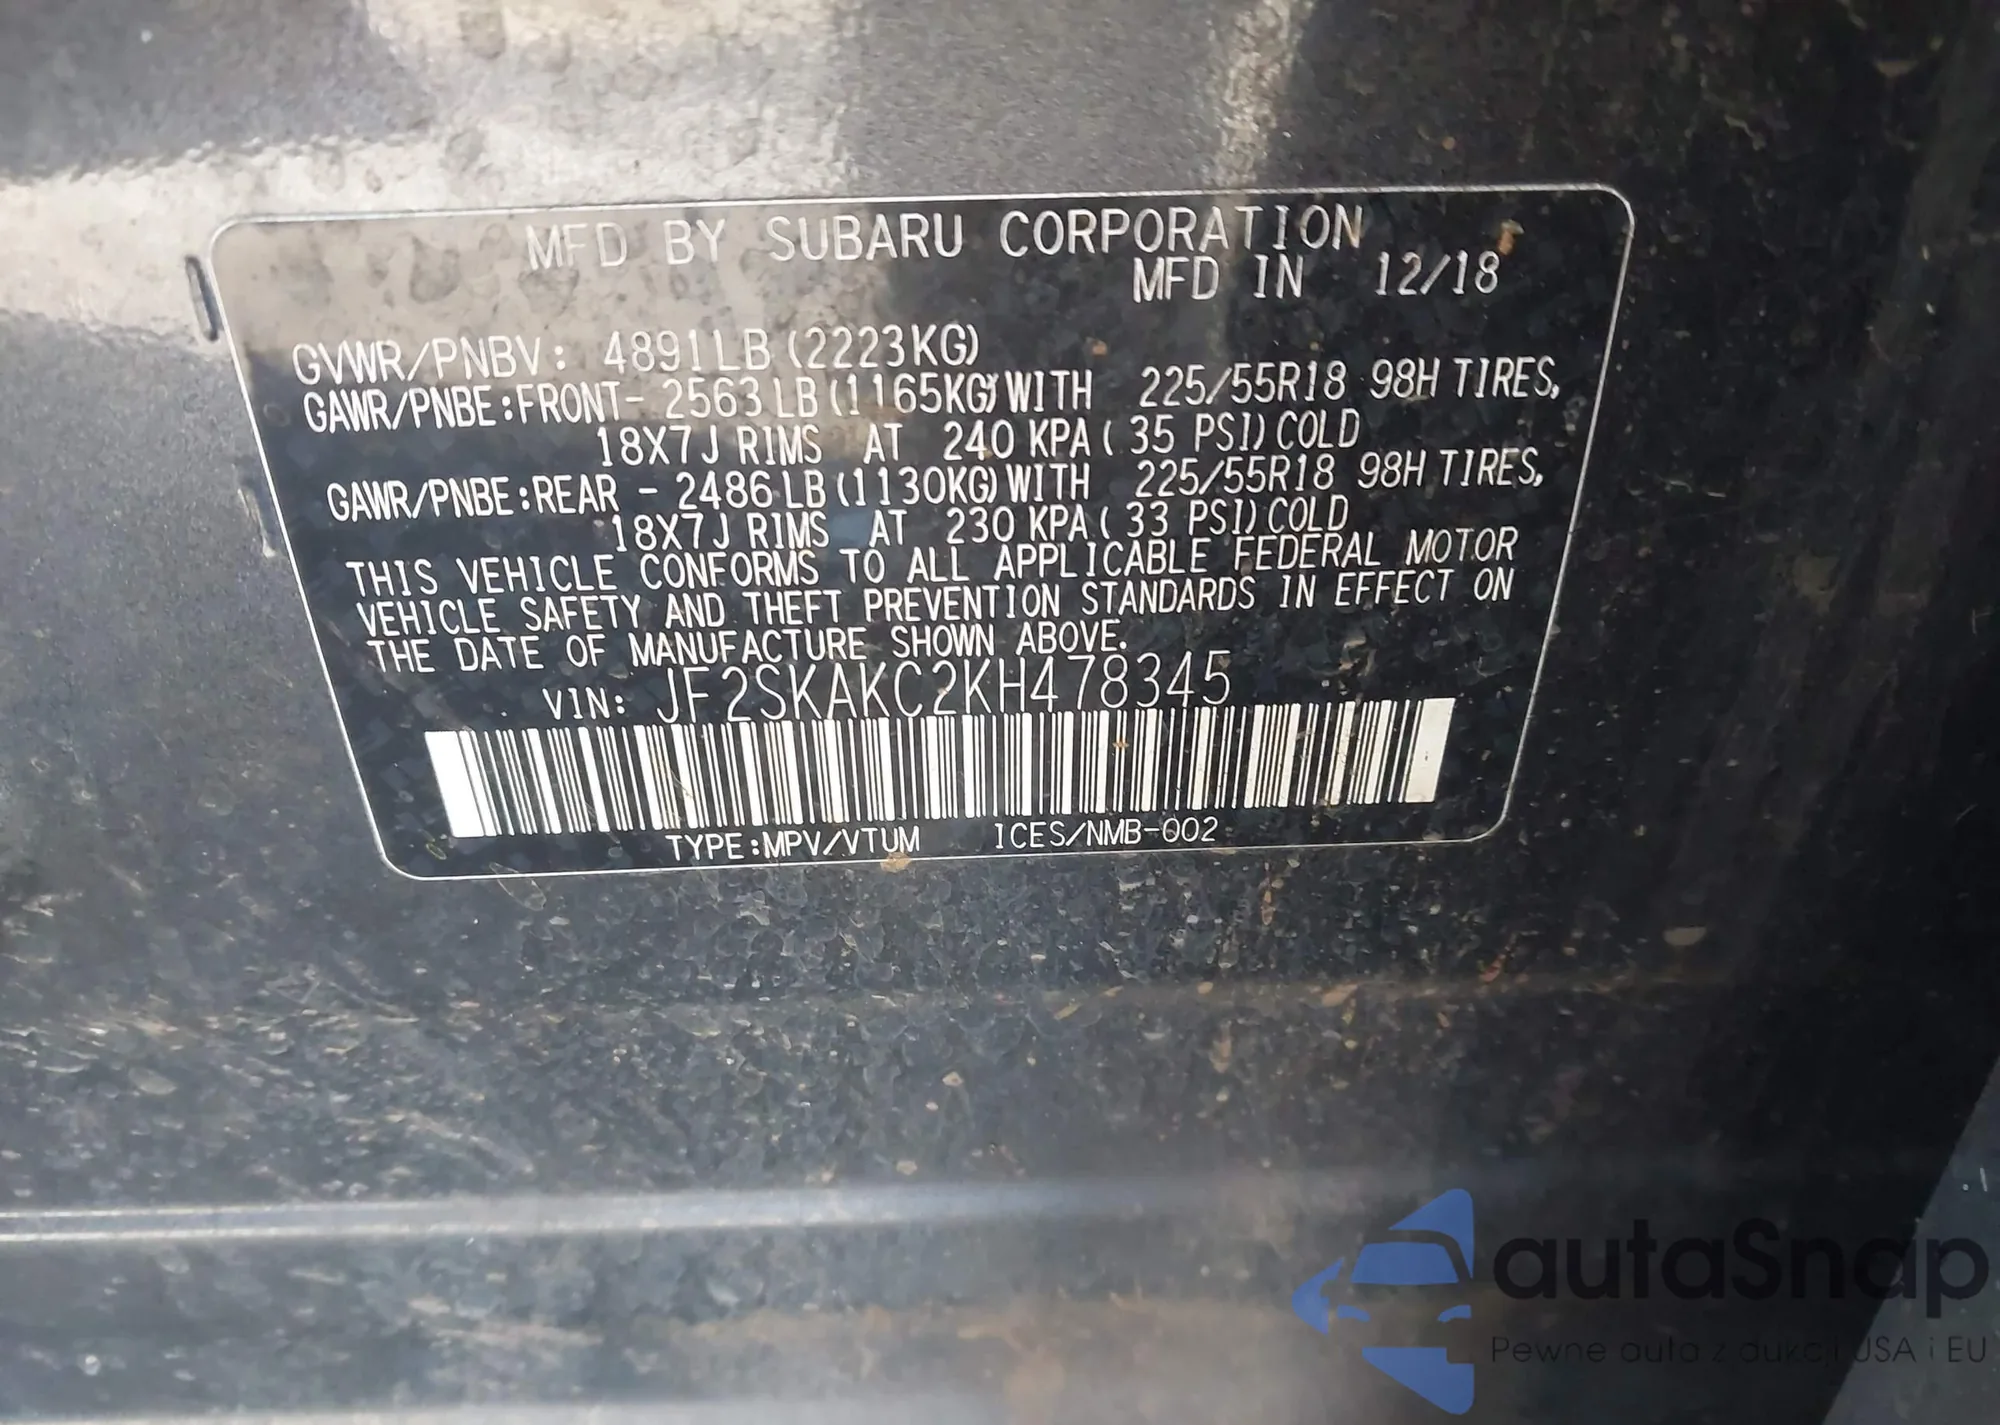 MFD BY SUBARU CORPORATION
MFD IN 12/18
GVWR/PNBV: 4891LB (2223KG)
GAWR/PNBE:FRONT- 2563LB(1165KG)WITH 225/55R18 98H TIRES,
18X7J RIMS AT 240 KPA( 35 PSI)COLD
GAWR/PNBE:REAR - 2486LB(1130KG)WITH 225/55R18 98H TIRES,
18X7J RIMS AT 230 KPA( 33 PSI)COLD
THIS VEHICLE CONFORMS TO ALL APPLICABLE FEDERAL MOTOR
VEHICLE SAFETY AND THEFT PREVENTION STANDARDS IN EFFECT ON
THE DATE OF MANUFACTURE SHOWN ABOVE.
VIN: JF2SKAKC2KH478345
TYPE:MPV/VTUM ICES/NMB-002
autaSnap
Pewne auta z aukcji USA i EU